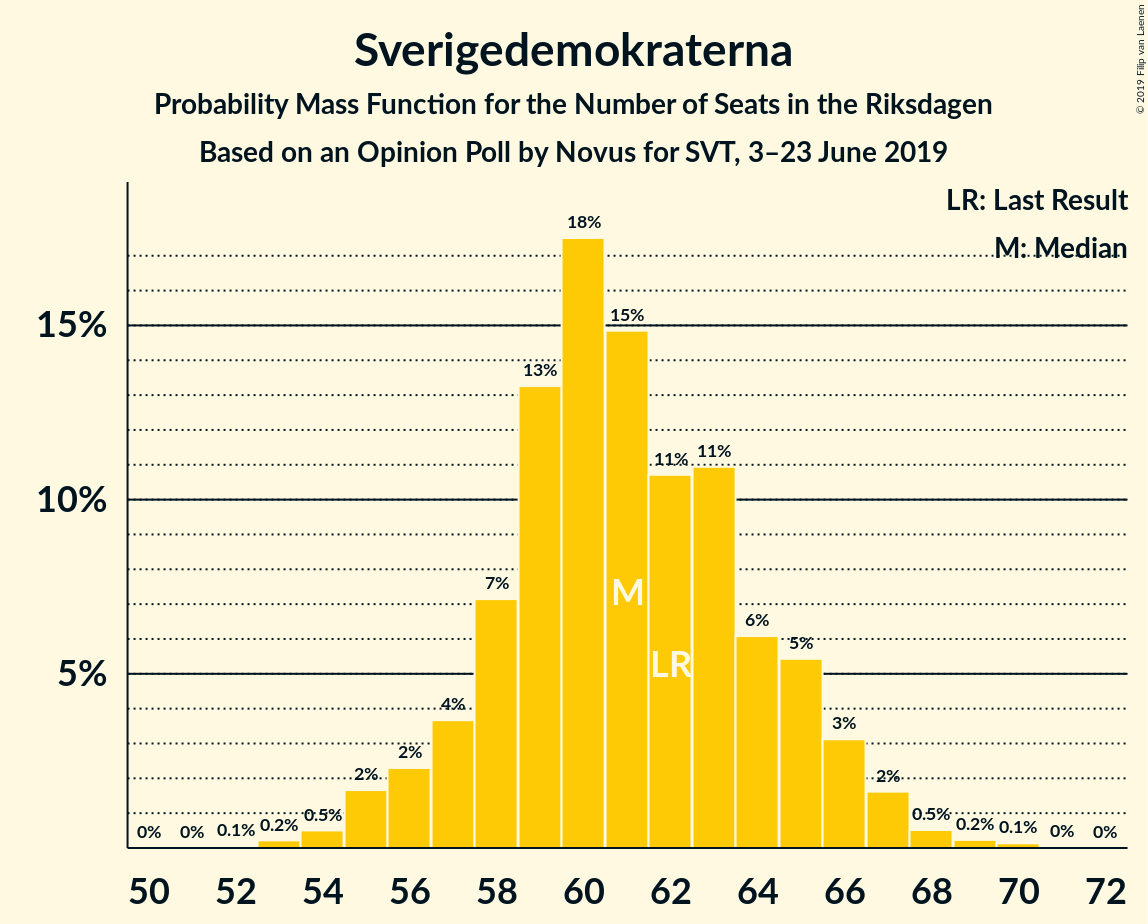 © 2019 Filip van Laenen
Sverigedemokraterna
Probability Mass Function for the Number of Seats in the Riksdagen
Based on an Opinion Poll by Novus for SVT, 3–23 June 2019
LR: Last Result
M: Median
15%
10%
5%
0%
0%
0.1%
0.2%
0.5%
2%
2%
4%
7%
13%
18%
15%
11%
11%
6%
5%
3%
2%
0.5%
0.2%
0.1%
0%
0%
M
LR
50 52 54 56 58 60 62 64 66 68 70 72